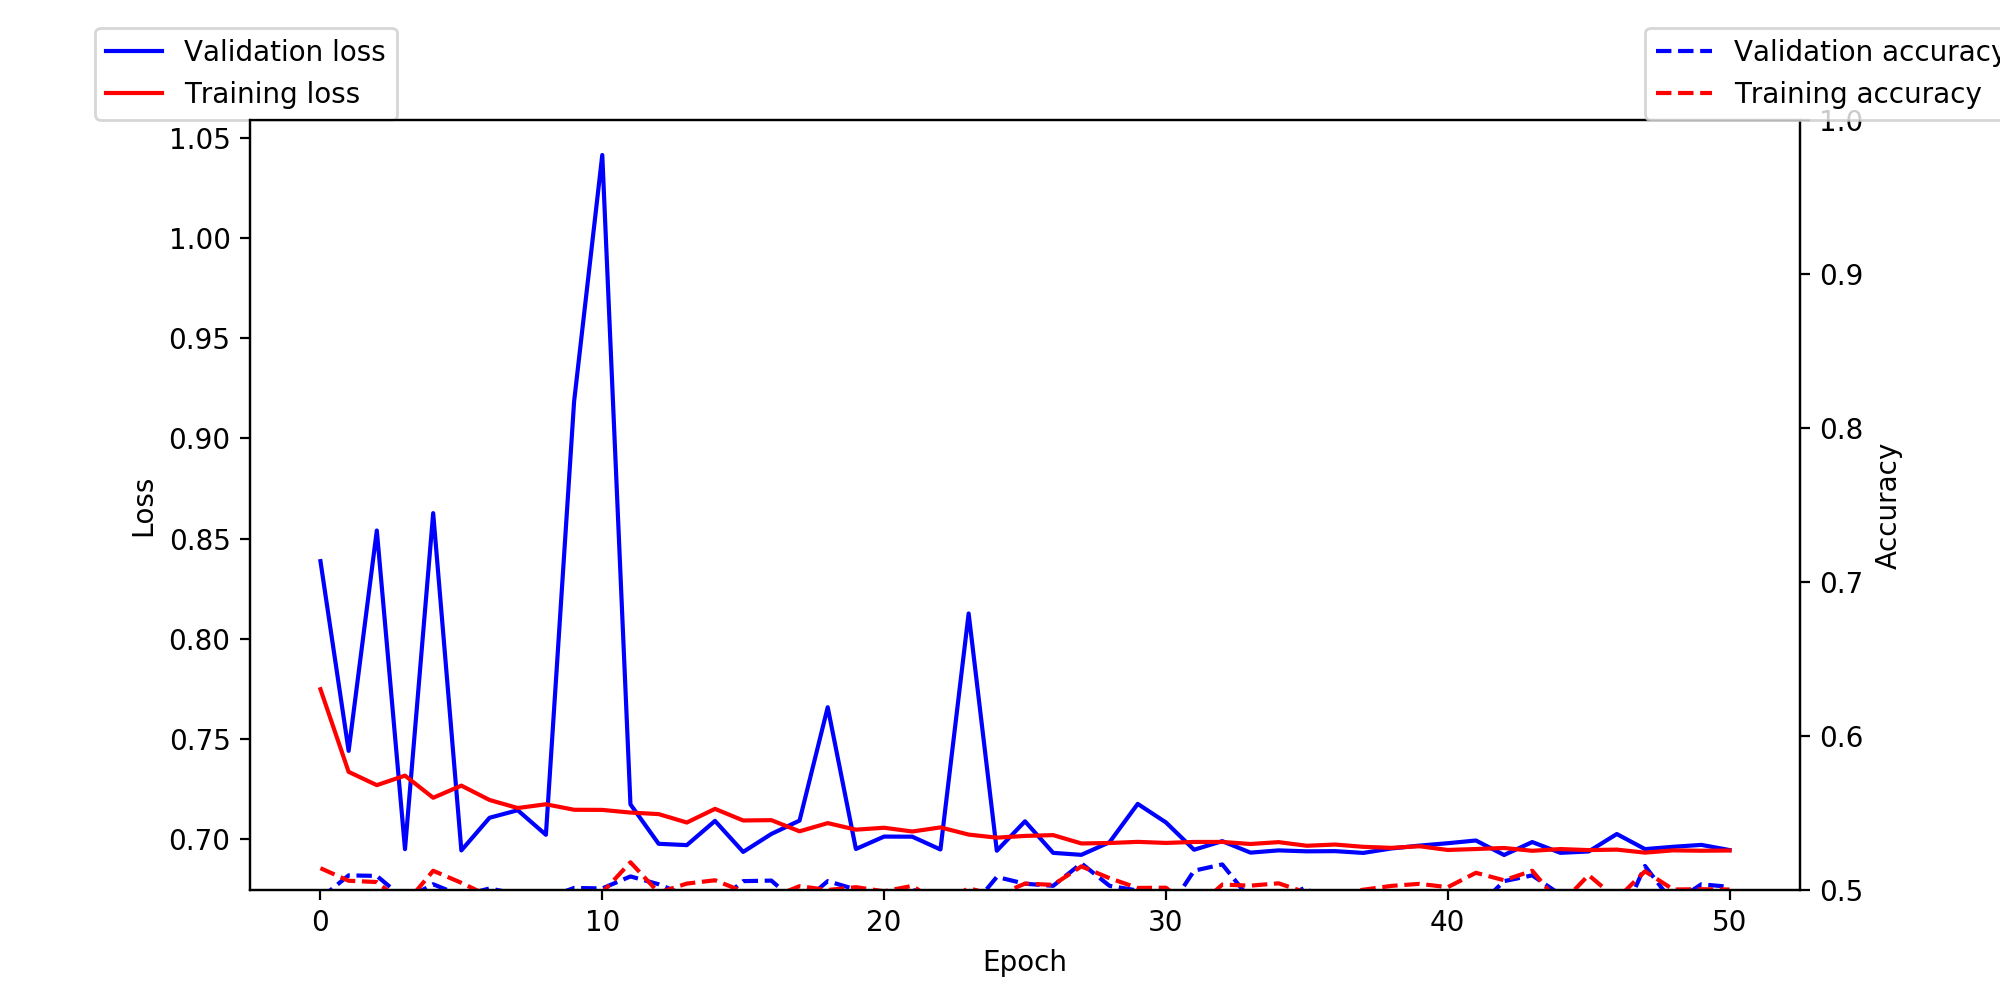 Validation loss
Training loss
Validation accuracy
Training accuracy
1.05
1.00
0.95
0.90
0.85
0.80
0.75
0.70
Loss
1.0
0.9
0.8
0.7
0.6
0.5
Accuracy
0 10 20 30 40 50
Epoch